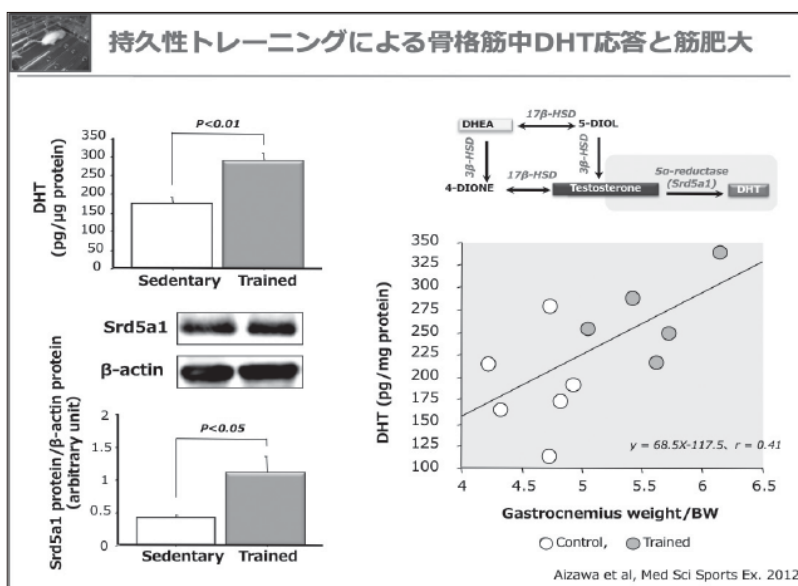 持久性トレーニングによる骨格筋中DHT応答と筋肥大
P<0.01
DHT
(pg/μg protein)
350
300
250
200
150
100
50
0
Sedentary Trained
Srd5a1
β-actin
P<0.05
Srd5a1 protein/β-actin protein
(arbitrary unit)
2
1.5
1
0.5
0
Sedentary Trained
DHEA 17β-HSD 5-DIOL
3β-HSD 3β-HSD
5α-reductase
(Srd5a1)
4-DIONE 17β-HSD Testosterone DHT
DHT (pg/mg protein)
350
325
300
275
250
225
200
175
150
125
100
y = 68.5X-117.5、r = 0.41
4 4.5 5 5.5 6 6.5
Gastrocnemius weight/BW
Control, Trained
Aizawa et al, Med Sci Sports Ex. 2012